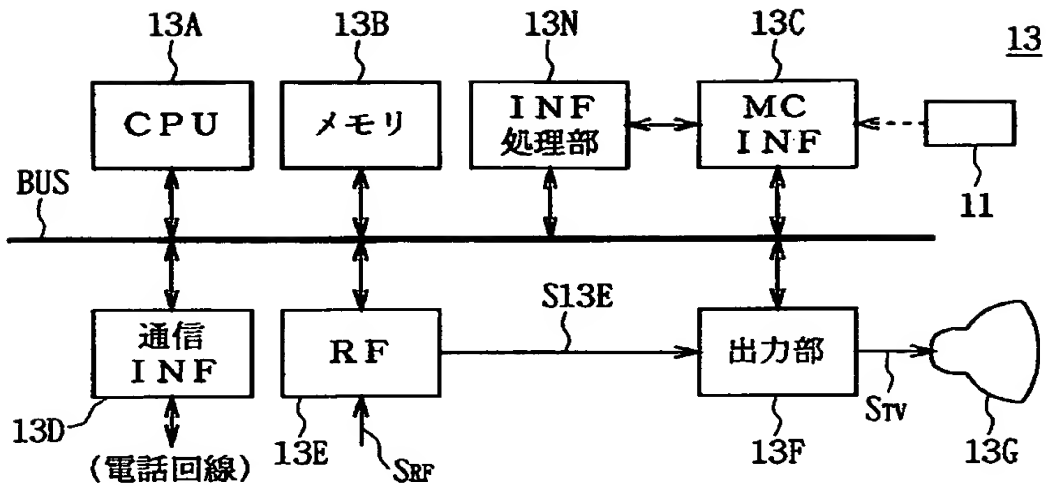 13A
13B
13N
13C
13
CPU
メモリ
INF
処理部
MC
INF
11
BUS
S13E
通信
INF
RF
出力部
STV
13D
13E
SRF
13F
13G
(電話回線)